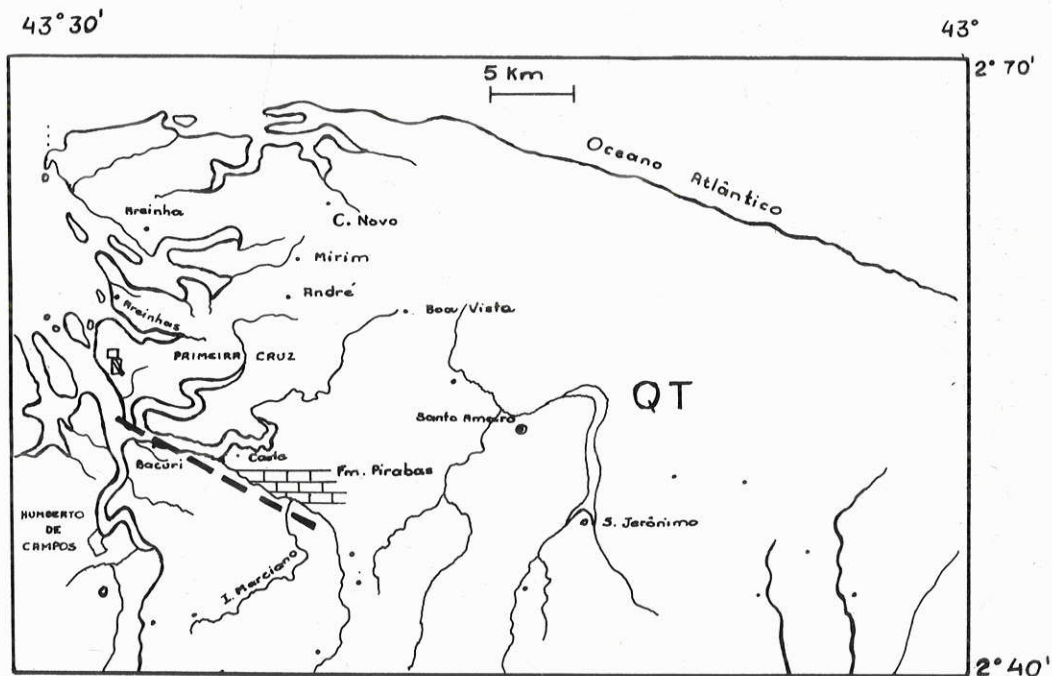 43°30'
43°
2°70'
5 Km
Oceano Atlântico
Areinha
C. Novo
Mirim
André
Areinhas
Boa Vista
PRIMEIRA CRUZ
QT
Santo Amaro
Bacuri
Caeta
Fm. Pirabas
HUMBERTO
DE
CAMPOS
S. Jerônimo
I. Marciano
2°40'